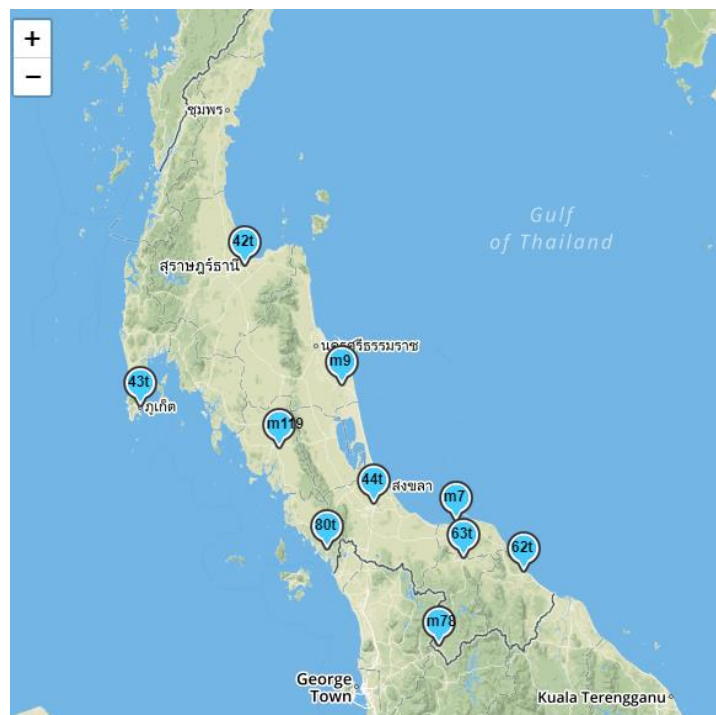 +
−
ชุมพร
Gulf
of Thailand
42t
สุราษฎร์ธานี
นครศรีธรรมราช
m9
43t
ภูเก็ต
m119
44t
สงขลา
m7
80t
63t
62t
m78
George
Town
Kuala Terengganu